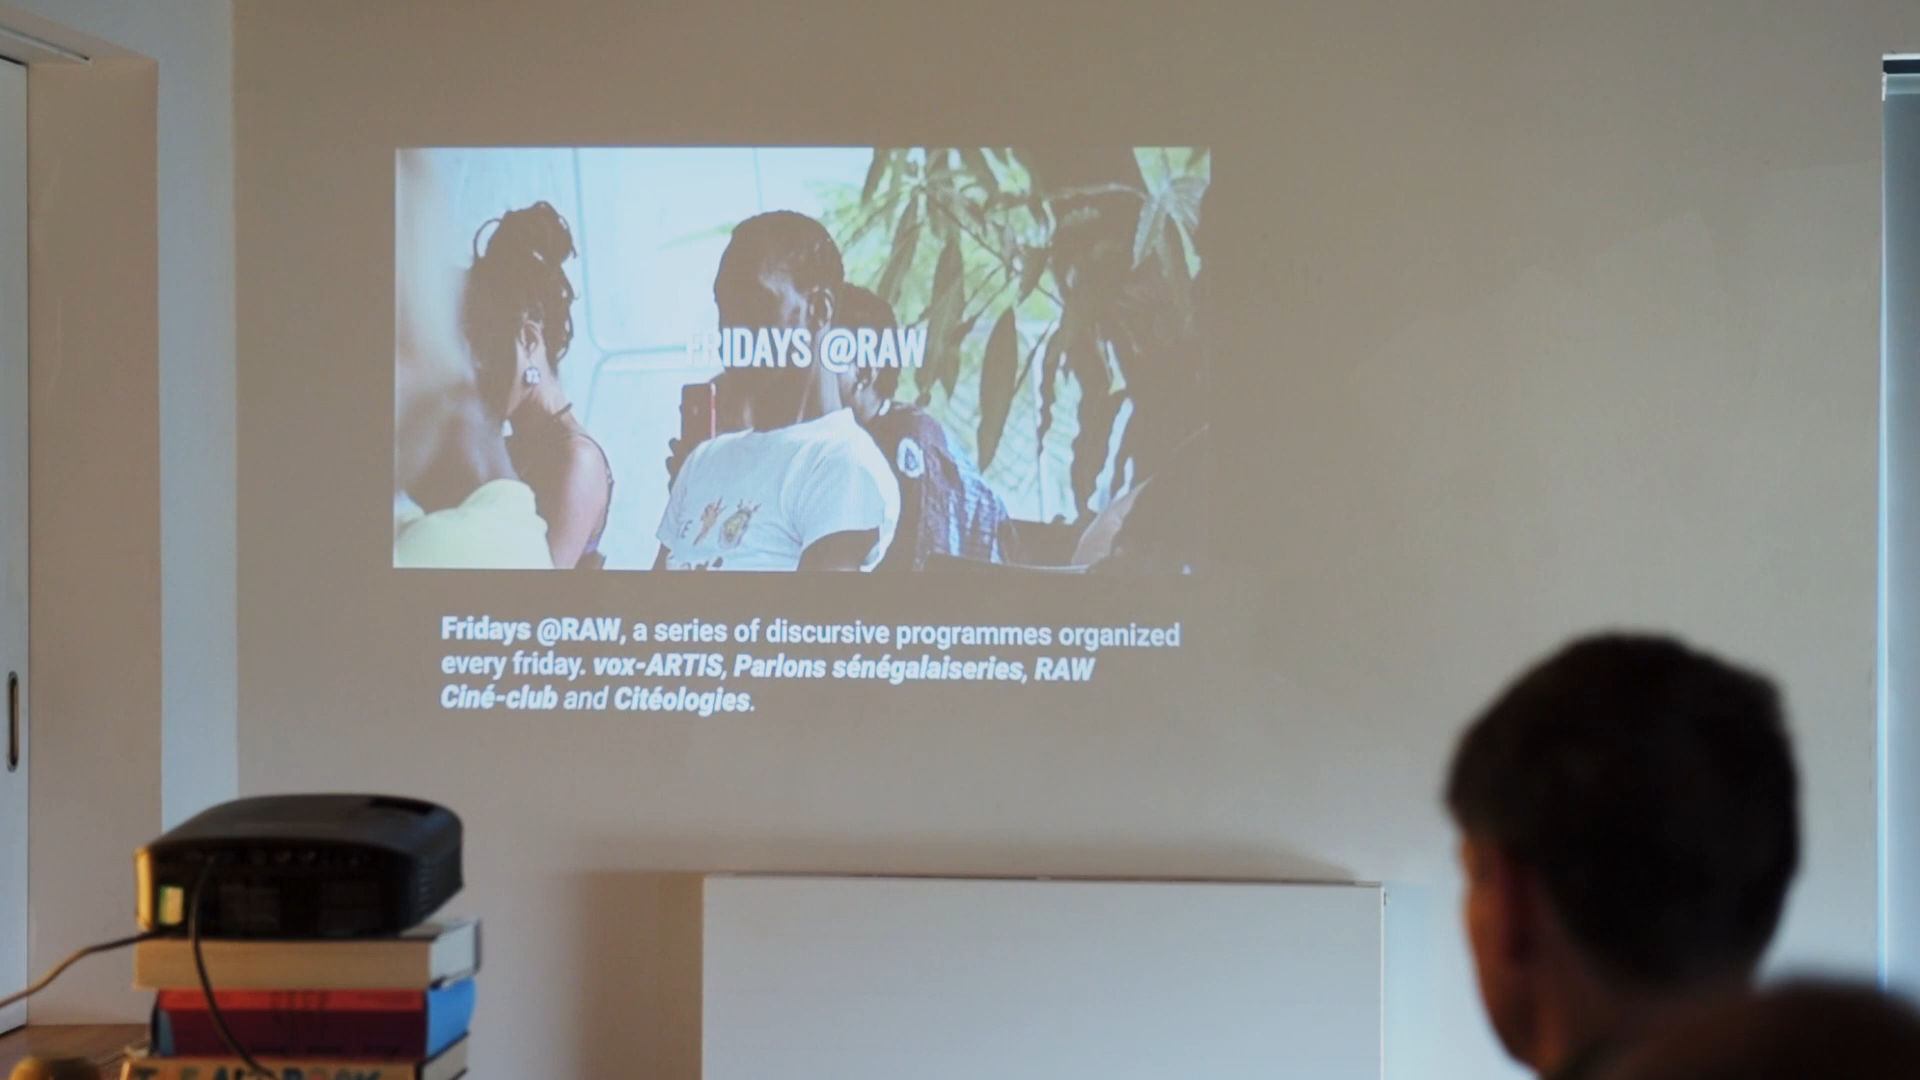 FRIDAYS @RAW
Fridays @RAW, a series of discursive programmes organized
every friday. vox-ARTIS, Parlons sénégalaiseries, RAW
Ciné-club and Citéologies.